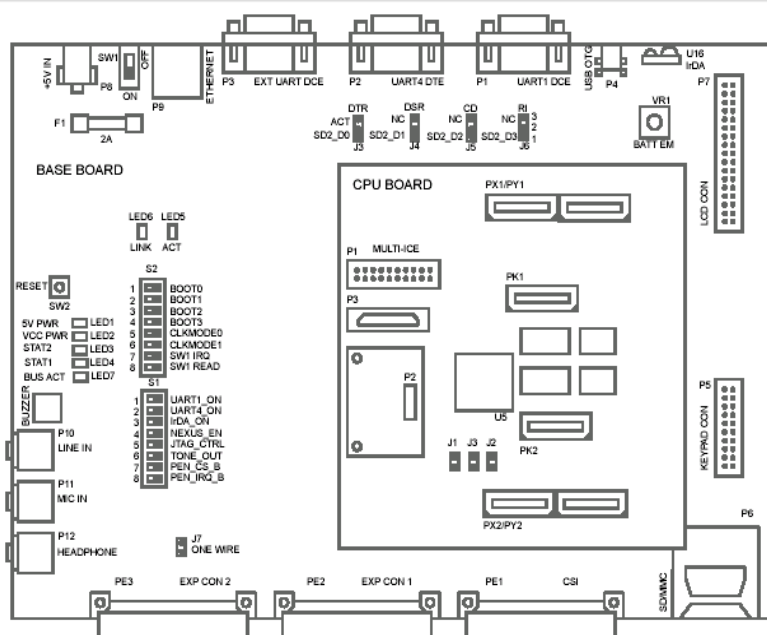 +5V IN
SW1
OFF
P8
ON
P9
ETHERNET
P3 EXT UART DCE
P2 UART4 DTE
P1 UART1 DCE
USB OTG
P4
U16
IrDA
P7
F1
2A
DTR
ACT
SD2_D0
J3
DSR
NC
SD2_D1
J4
CD
NC
SD2_D2
J5
RI
NC
SD2_D3
J6
3
2
1
VR1
BATT EM
LCD CON
BASE BOARD
CPU BOARD
PX1/PY1
LED6 LED5
LINK ACT
P1 MULTI-ICE
PK1
P3
RESET
SW2
S2
1 BOOT0
2 BOOT1
3 BOOT2
4 BOOT3
5 CLKMODE0
6 CLKMODE1
7 SW1 IRQ
8 SW1 READ
5V PWR LED1
VCC PWR LED2
STAT2 LED3
STAT1 LED4
BUS ACT LED7
S1
1 UART1_ON
2 UART4_ON
3 IrDA_ON
4 NEXUS_EN
5 JTAG_CTRL
6 TONE_OUT
7 PEN_CS_B
8 PEN_IRQ_B
BUZZER
P2
U5
P5
KEYPAD CON
PK2
P10
LINE IN
J1 J3 J2
P11
MIC IN
PX2/PY2
P12
HEADPHONE
J7
ONE WIRE
P6
SD/MMC
PE3 EXP CON 2
PE2 EXP CON 1
PE1 CSI